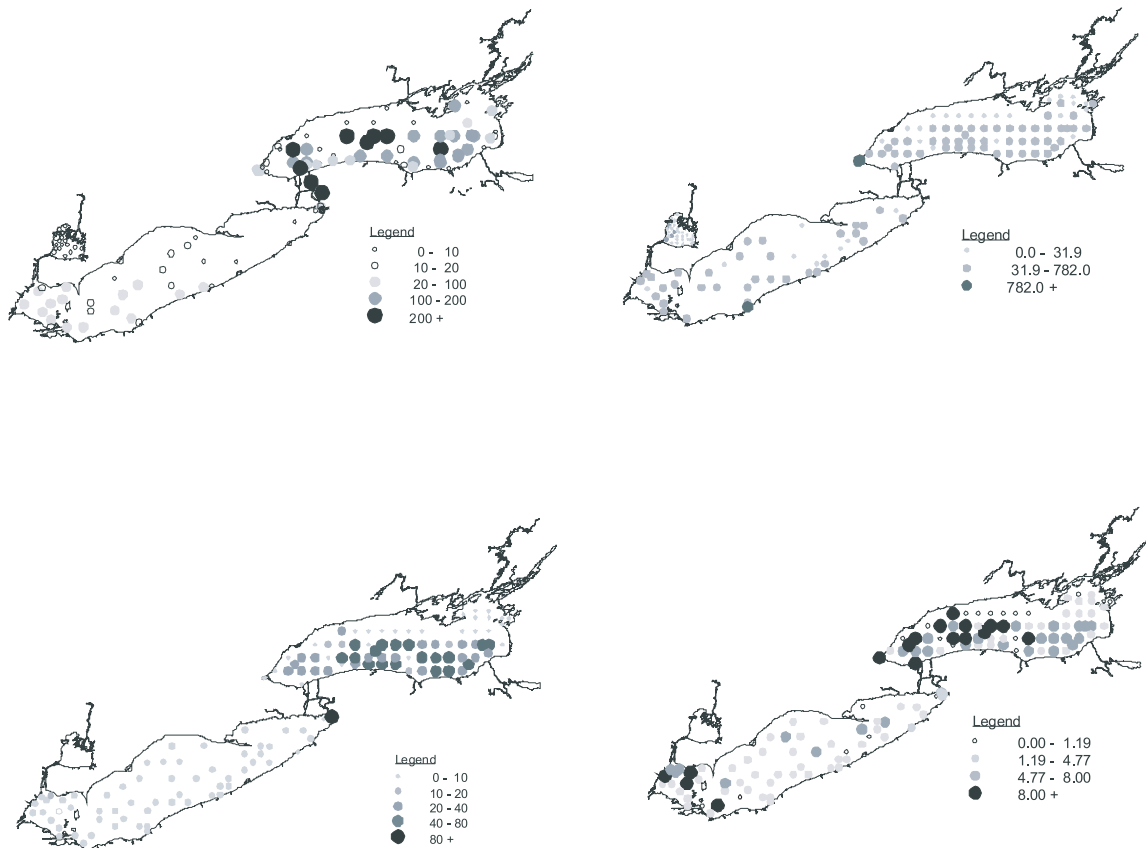 Legend
0 - 10
10 - 20
20 - 100
100 - 200
200 +
Legend
0.0 - 31.9
31.9 - 782.0
782.0 +
Legend
0 - 10
10 - 20
20 - 40
40 - 80
80 +
Legend
0.00 - 1.19
1.19 - 4.77
4.77 - 8.00
8.00 +